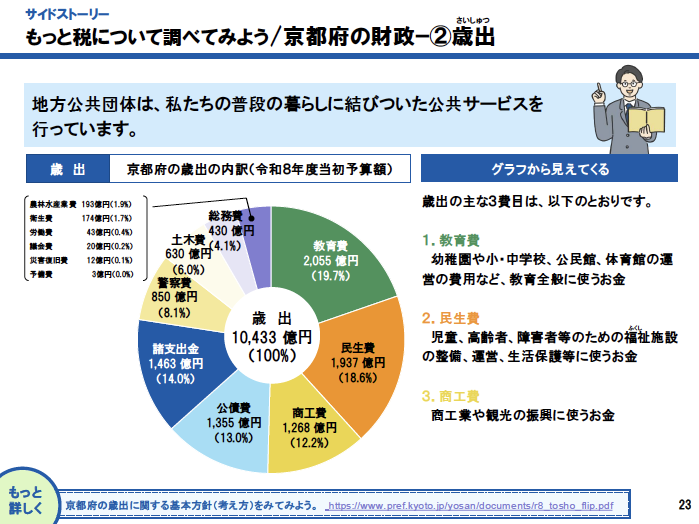 サイドストーリー
さいしゅつ
もっと税について調べてみよう/京都府の財政-②歳出
地方公共団体は、私たちの普段の暮らしに結びついた公共サービスを
行っています。
歳 出
京都府の歳出の内訳(令和8年度当初予算額)
農林水産業費 193億円(1.9%)
衛生費 174億円(1.7%)
労働費 43億円(0.4%)
議会費 20億円(0.2%)
災害復旧費 12億円(0.1%)
予備費 3億円(0.0%)
総務費
430 億円
(4.1%)
土木費
630 億円
(6.0%)
警察費
850 億円
(8.1%)
諸支出金
1,463 億円
(14.0%)
公債費
1,355 億円
(13.0%)
商工費
1,268 億円
(12.2%)
民生費
1,937 億円
(18.6%)
教育費
2,055 億円
(19.7%)
歳 出
10,433 億円
(100%)
グラフから見えてくる
歳出の主な3費目は、以下のとおりです。
1. 教育費
幼稚園や小・中学校、公民館、体育館の運
営の費用など、教育全般に使うお金
2. 民生費
ふくし
児童、高齢者、障害者等のための福祉施設
の整備、運営、生活保護等に使うお金
3. 商工費
商工業や観光の振興に使うお金
もっと
詳しく
京都府の歳出に関する基本方針(考え方)をみてみよう。 https://www.pref.kyoto.jp/yosan/documents/r8_tosho_flip.pdf
23